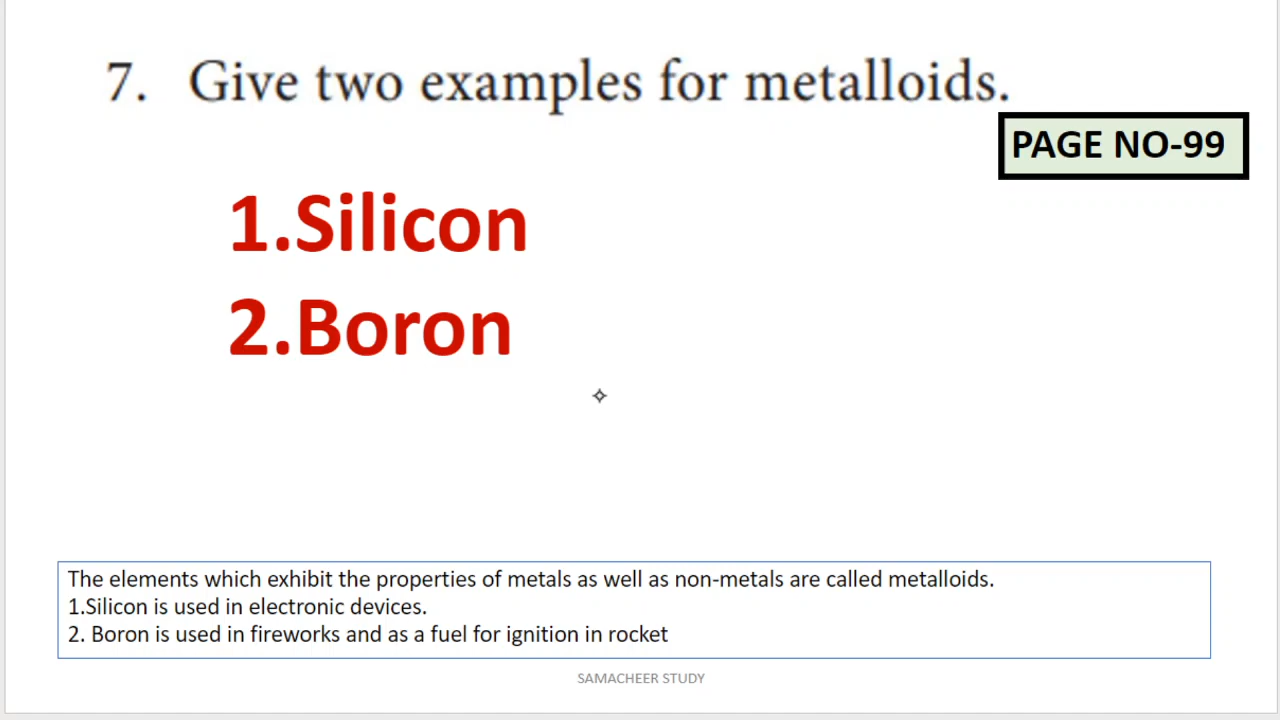 7. Give two examples for metalloids.
PAGE NO-99
1.Silicon
2.Boron
The elements which exhibit the properties of metals as well as non-metals are called metalloids.
1.Silicon is used in electronic devices.
2. Boron is used in fireworks and as a fuel for ignition in rocket
SAMACHEER STUDY